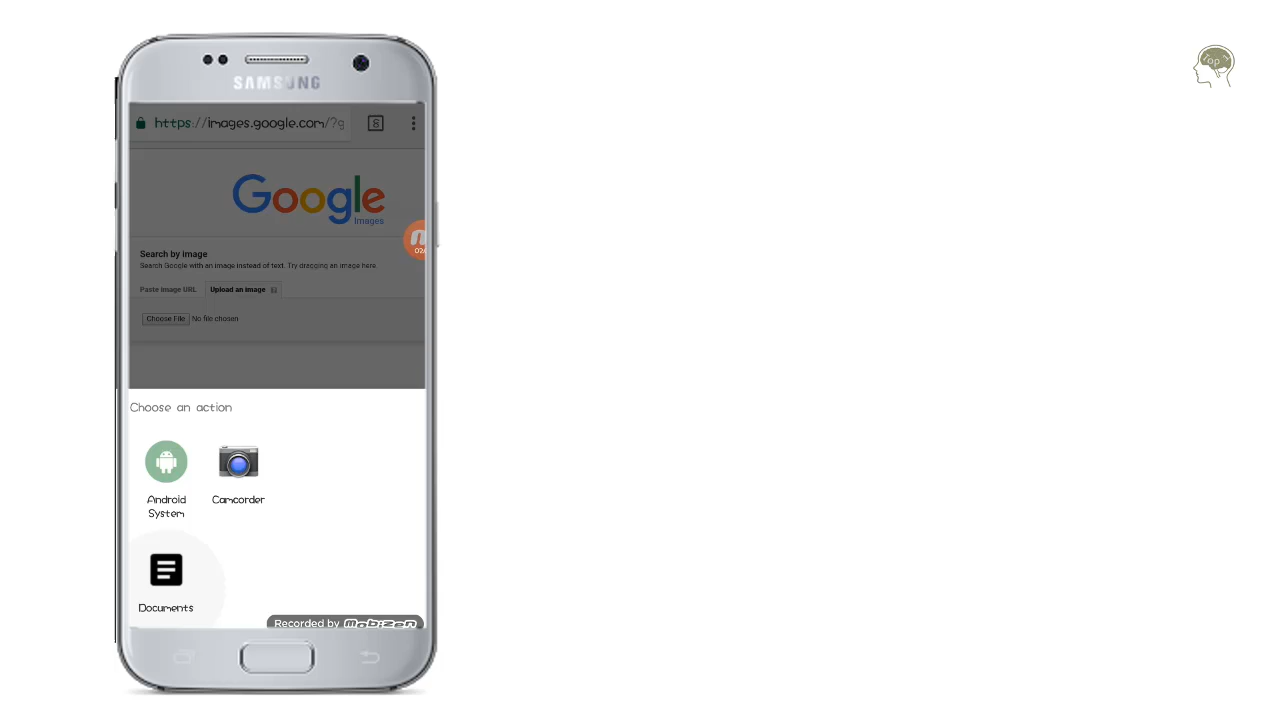 SAMSUNG
https://images.google.com/?g
8
Google
Images
Search by image
Search Google with an image instead of text. Try dragging an image here.
Paste image URL
Upload an image
Choose File No file chosen
Choose an action
Android
System
Camcorder
Documents
Recorded by mobizen